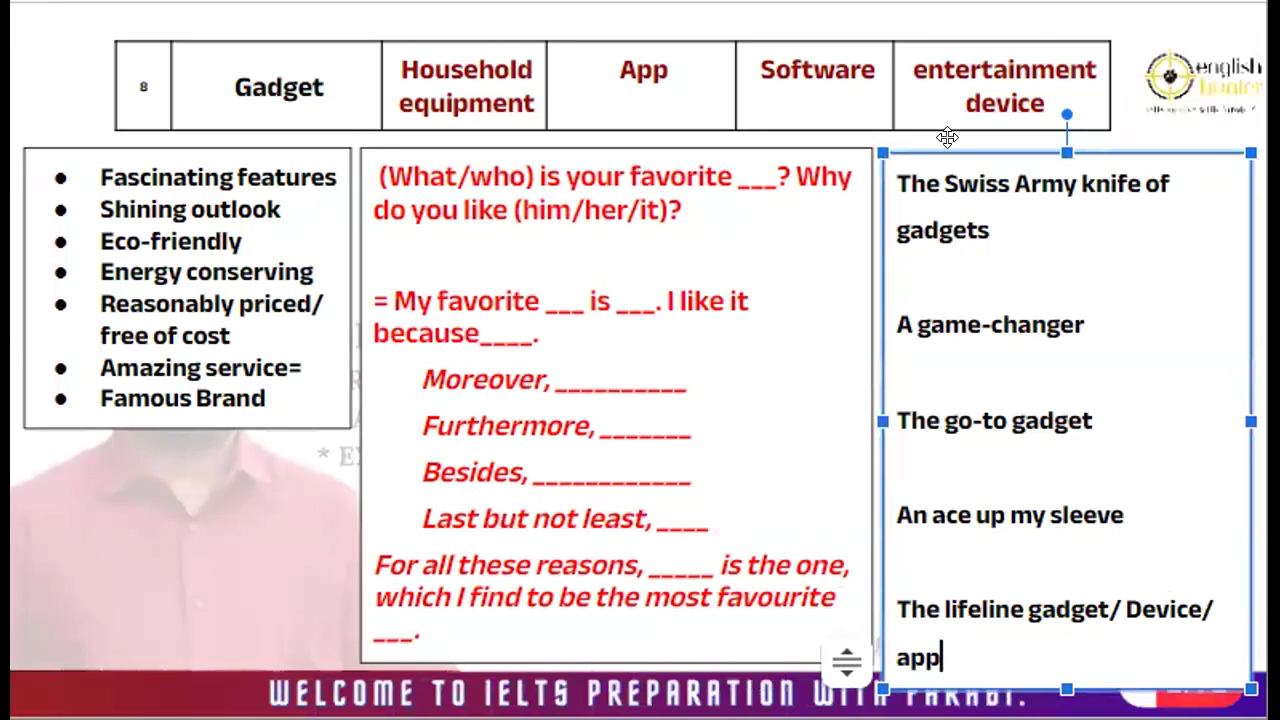 8
Gadget
Household
equipment
App
Software
entertainment
device
english
hunter
● Fascinating features
● Shining outlook
● Eco-friendly
● Energy conserving
● Reasonably priced/
free of cost
● Amazing service=
● Famous Brand
(What/who) is your favorite ___? Why
do you like (him/her/it)?
= My favorite ___ is ___. I like it
because____.
Moreover, __________
Furthermore, _______
Besides, ____________
Last but not least, ____
For all these reasons, _____ is the one,
which I find to be the most favourite
___.
The Swiss Army knife of
gadgets
A game-changer
The go-to gadget
An ace up my sleeve
The lifeline gadget/ Device/
app
WELCOME TO IELTS PREPARATION WITH FARABI.